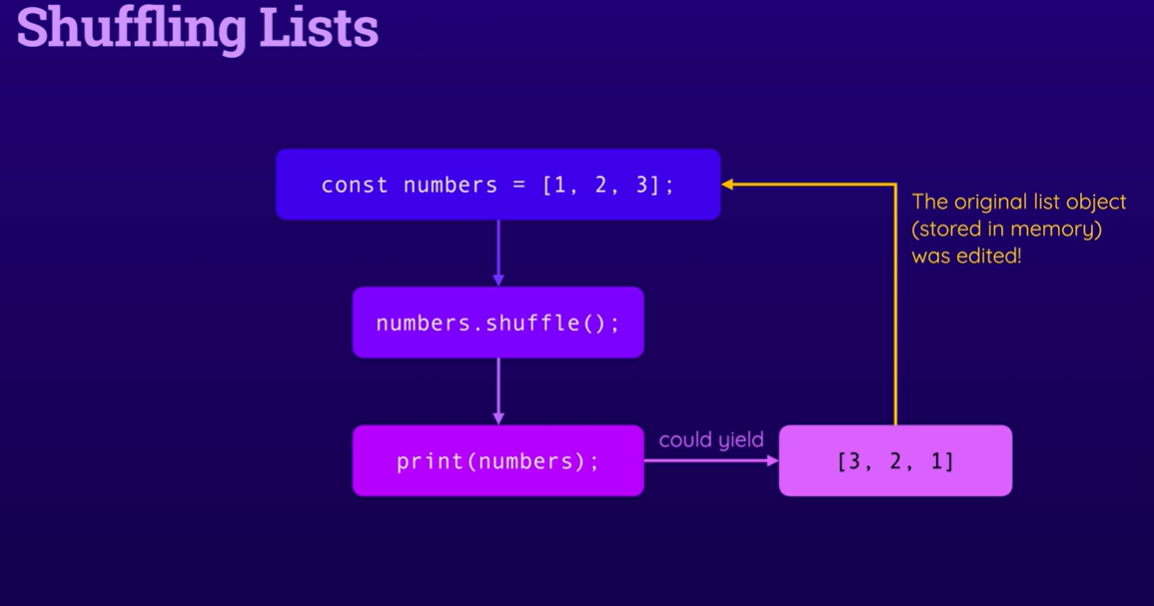 Shuffling Lists
const numbers = [1, 2, 3];
The original list object
(stored in memory)
was edited!
numbers.shuffle();
print(numbers);
could yield
[3, 2, 1]